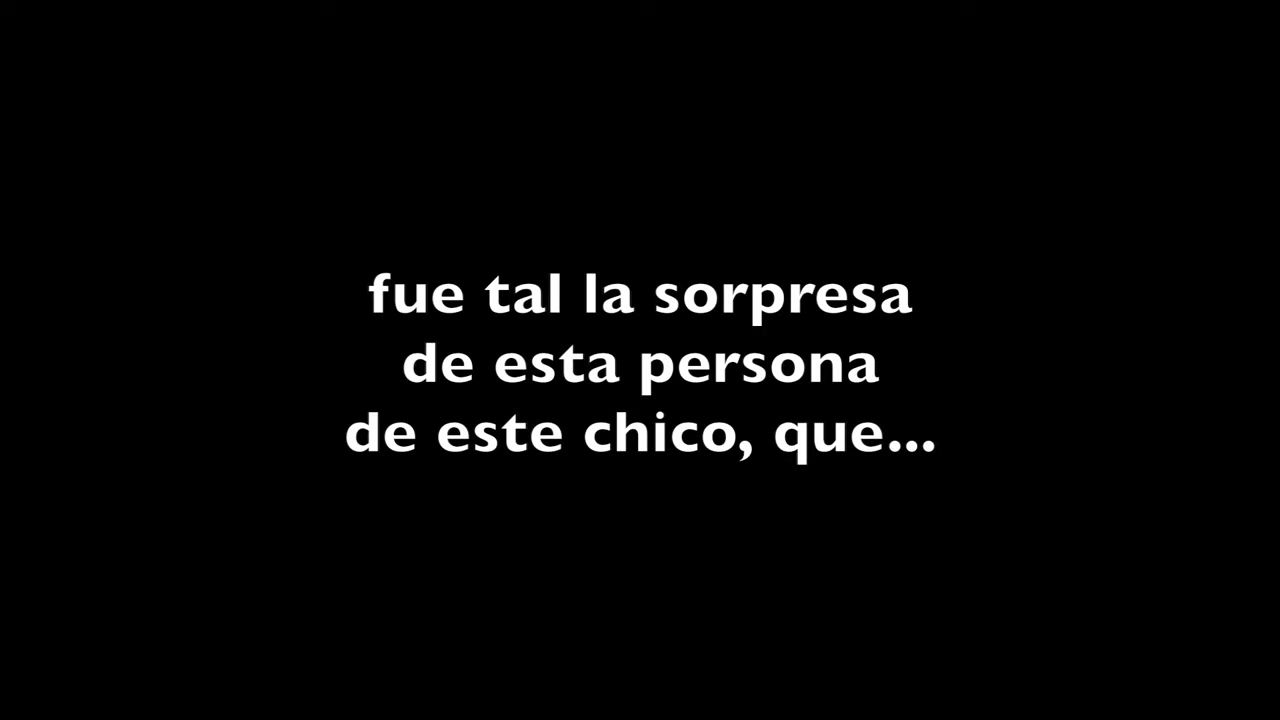 fue tal la sorpresa
de esta persona
de este chico, que...